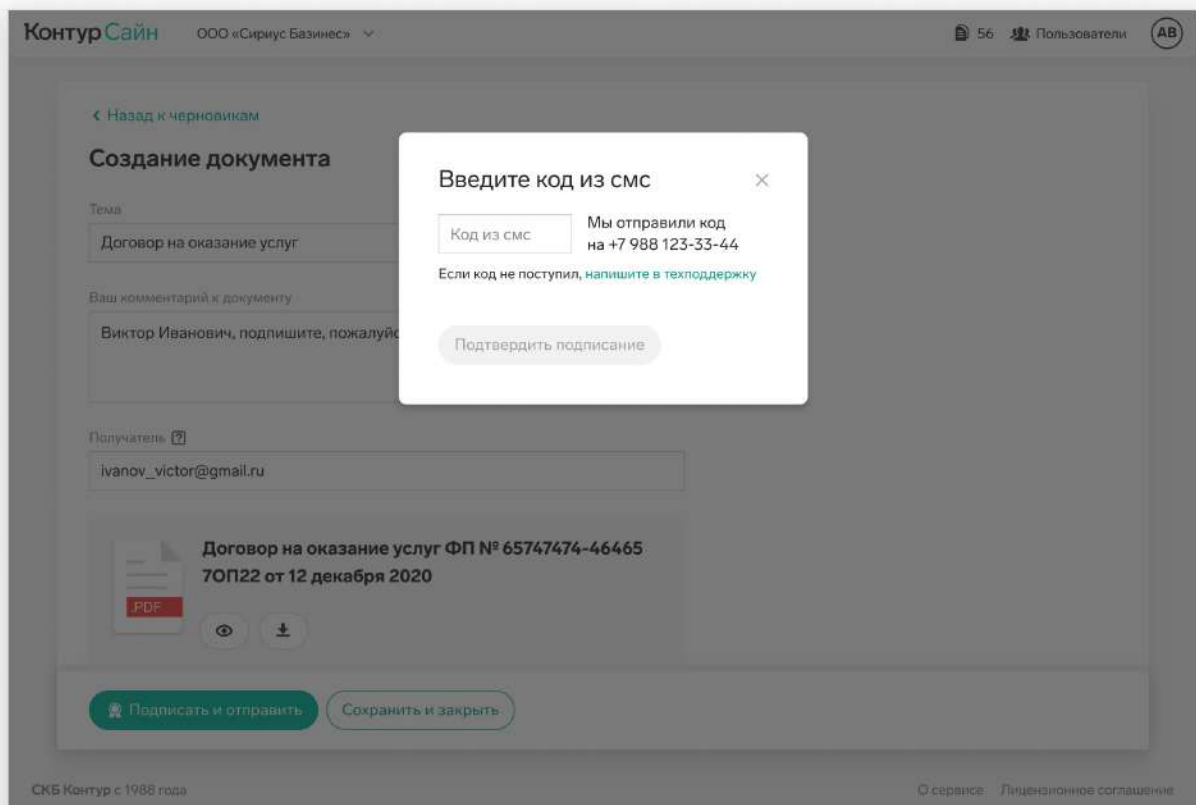 Контур Сайн ООО «Сириус Базинес» 56 Пользователи АВ
Назад к черновикам
Создание документа
Тема
Договор на оказание услуг
Ваш комментарий к документу
Виктор Иванович, подпишите, пожалуйс
Введите код из смс
Код из смс
Мы отправили код
на +7 988 123-33-44
Если код не поступил, напишите в техподдержку
Подтвердить подписание
Получатель ?
ivanov_victor@gmail.ru
.PDF
Договор на оказание услуг ФП № 65747474-46465
7ОП22 от 12 декабря 2020
Подписать и отправить Сохранить и закрыть
СКБ Контур с 1988 года О сервисе Лицензионное соглашение